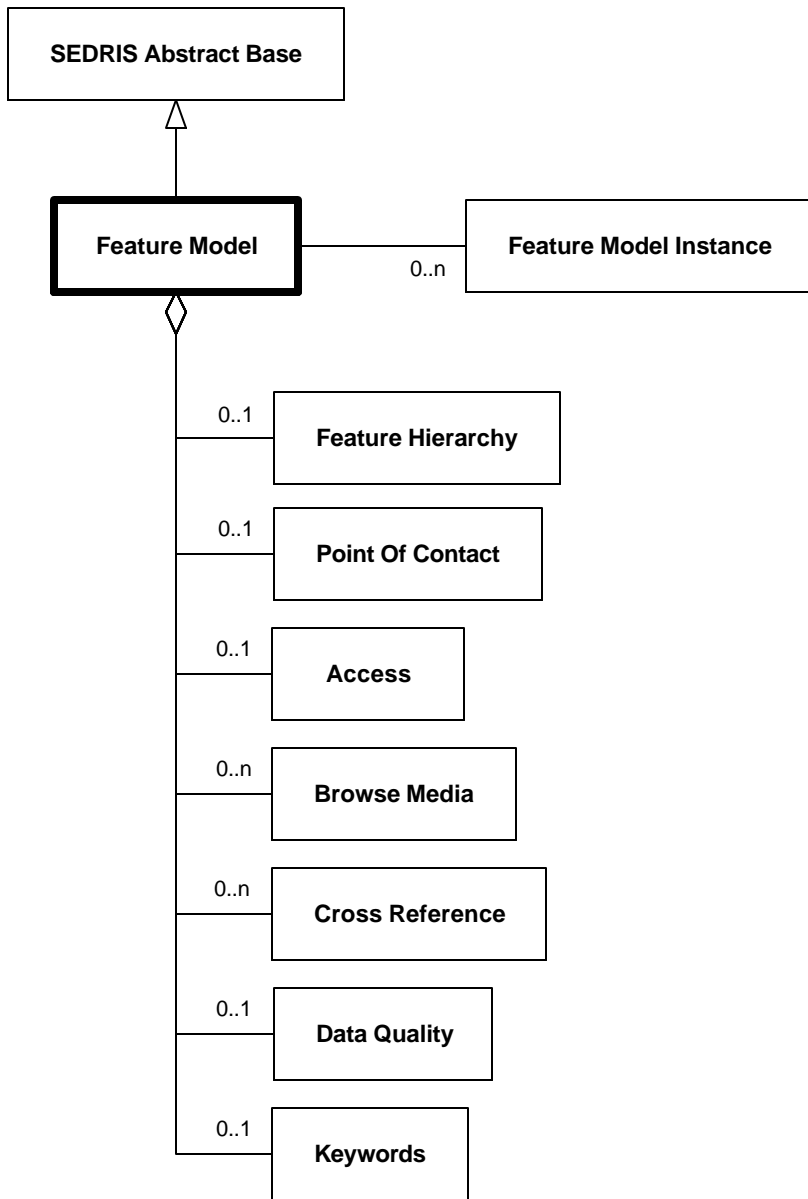 SEDRIS Abstract Base
Feature Model
Feature Model Instance
0..n
0..1
Feature Hierarchy
0..1
Point Of Contact
0..1
Access
0..n
Browse Media
0..n
Cross Reference
0..1
Data Quality
0..1
Keywords